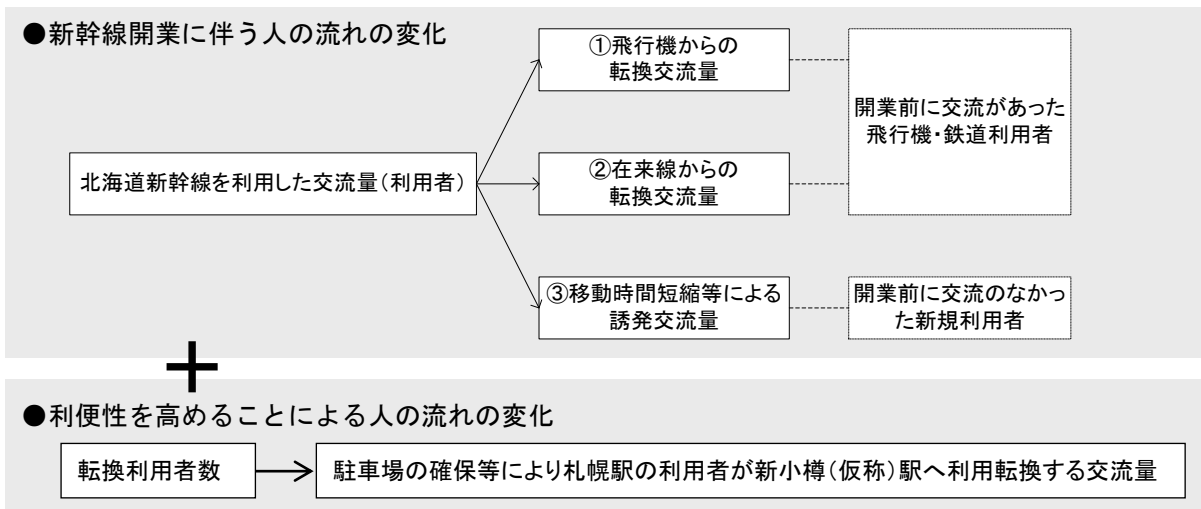 ●新幹線開業に伴う人の流れの変化
①飛行機からの
転換交流量
開業前に交流があった
飛行機・鉄道利用者
北海道新幹線を利用した交流量(利用者)
②在来線からの
転換交流量
③移動時間短縮等による
誘発交流量
開業前に交流のなかっ
た新規利用者
+
●利便性を高めることによる人の流れの変化
転換利用者数
駐車場の確保等により札幌駅の利用者が新小樽(仮称)駅へ利用転換する交流量